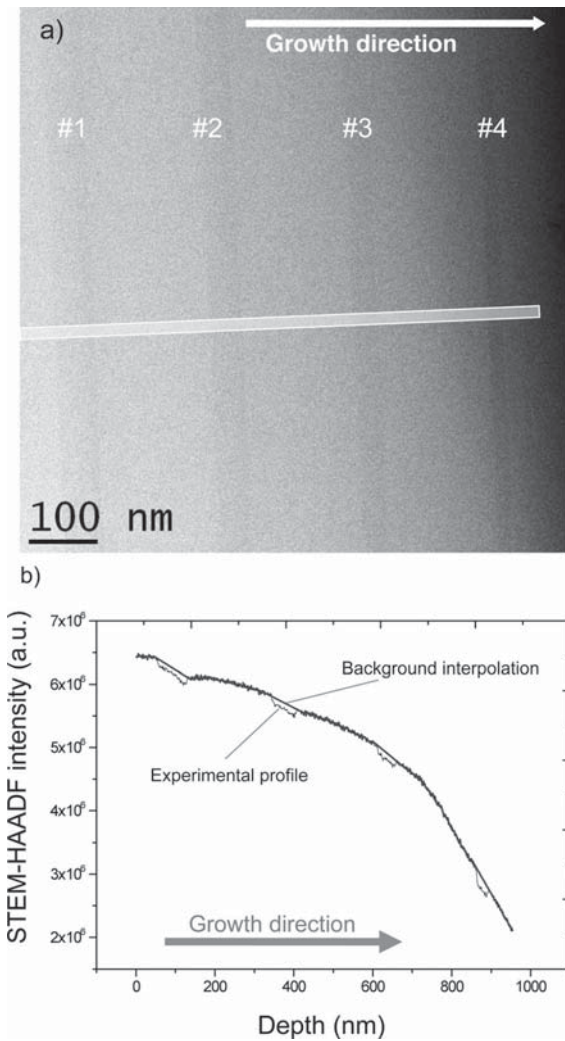 a)
Growth direction
#1 #2 #3 #4
100 nm
b)
STEM-HAADF intensity (a.u.)
7x10⁶
6x10⁶
5x10⁶
4x10⁶
3x10⁶
2x10⁶
Background interpolation
Experimental profile
Growth direction
0 200 400 600 800 1000
Depth (nm)